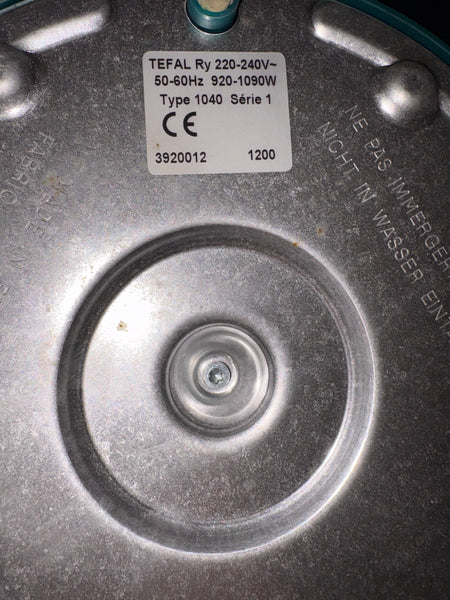 TEFAL Ry 220-240V~
50-60Hz 920-1090W
Type 1040 Série 1
CE
3920012 1200
NE PAS IMMERGER
NICHT IN WASSER
FABRI